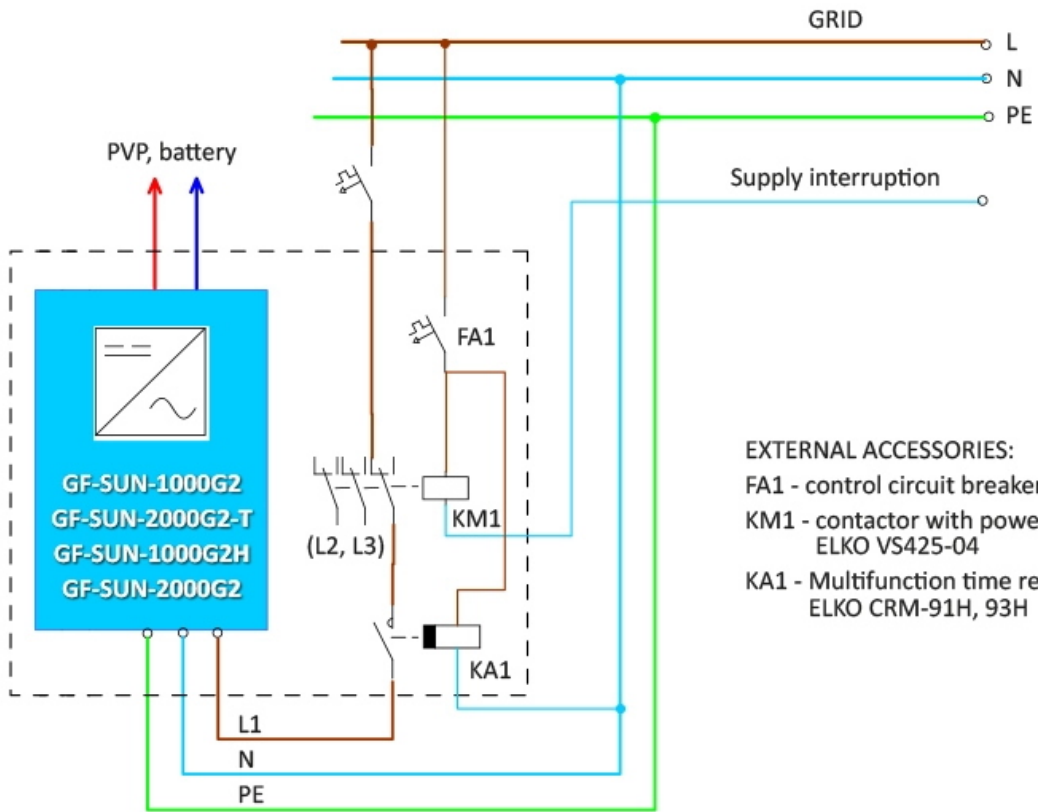 GRID
L
N
PE
PVP, battery
Supply interruption
FA1
GF-SUN-1000G2
GF-SUN-2000G2-T
GF-SUN-1000G2H
GF-SUN-2000G2
KM1
(L2, L3)
KA1
EXTERNAL ACCESSORIES:
FA1 - control circuit breaker
KM1 - contactor with powe
ELKO VS425-04
KA1 - Multifunction time re
ELKO CRM-91H, 93H
L1
N
PE